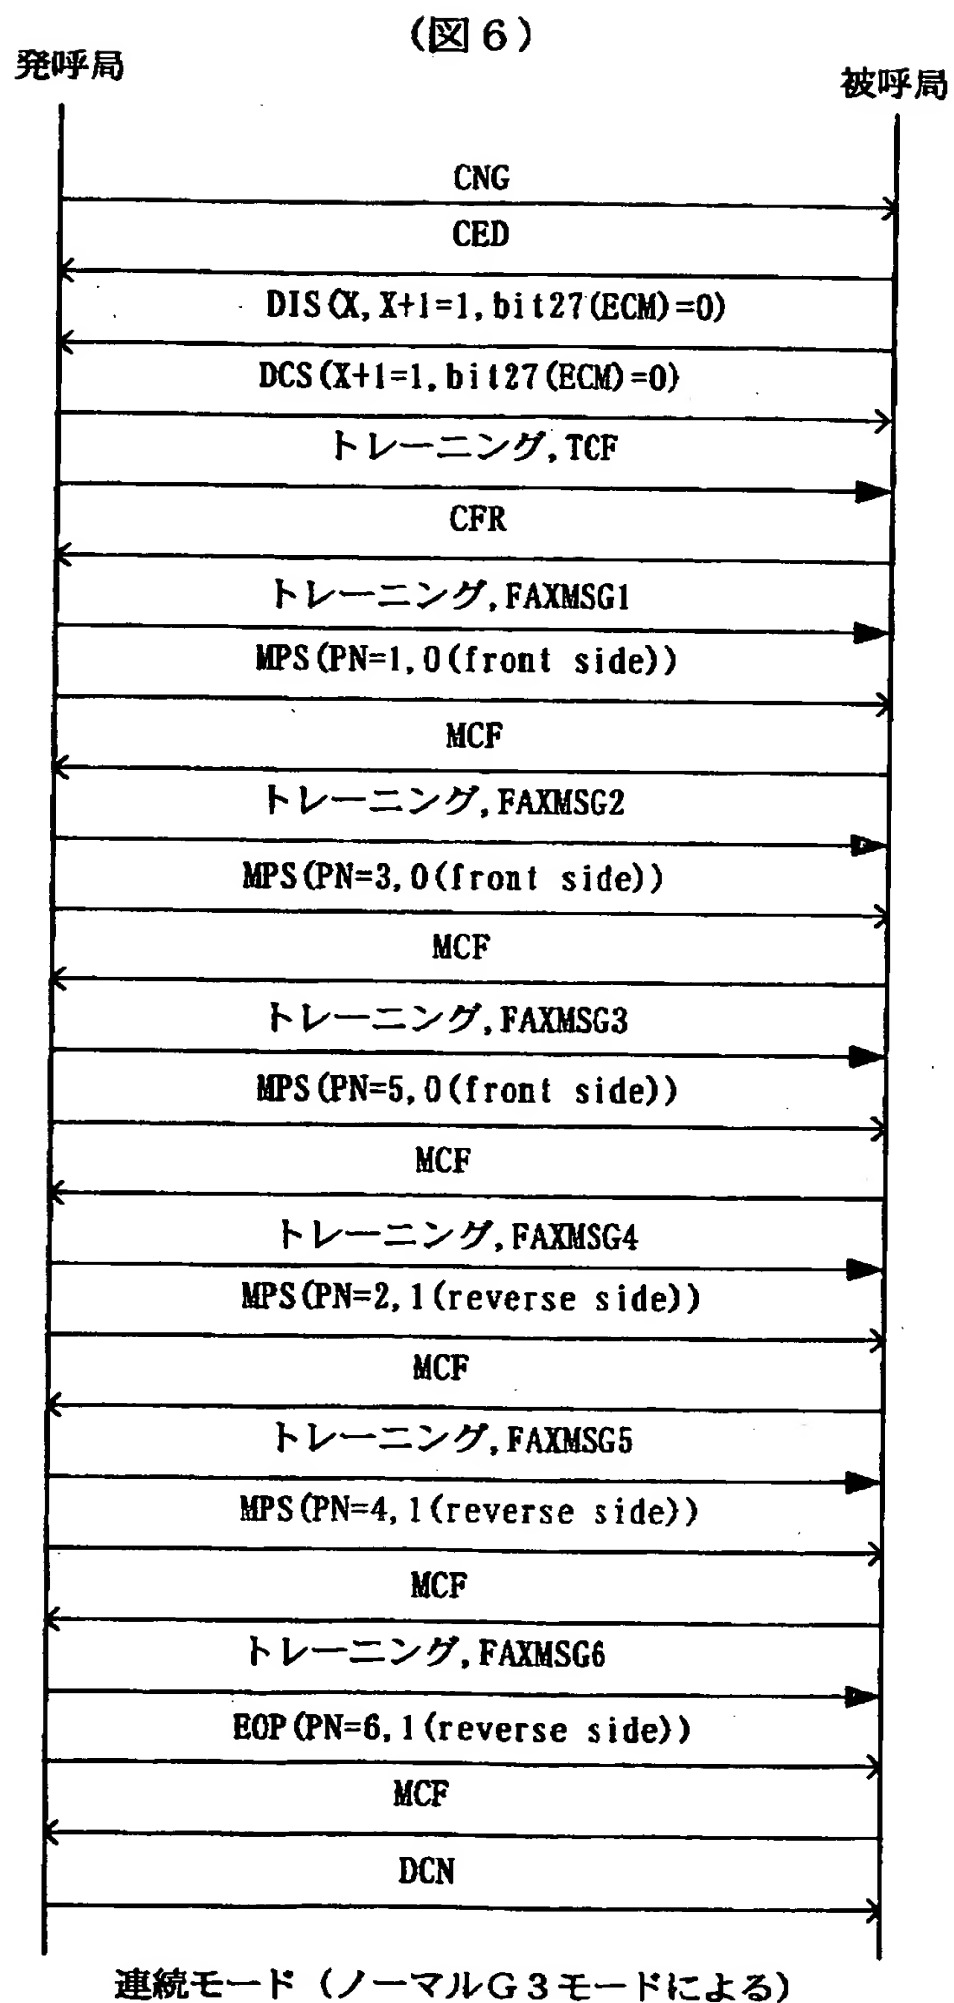 (図6)
発呼局
被呼局
CNG
CED
DIS(X,X+1=1,bit27(ECM)=0)
DCS(X+1=1,bit27(ECM)=0)
トレーニング,TCF
CFR
トレーニング,FAXMSG1
MPS(PN=1,0(front side))
MCF
トレーニング,FAXMSG2
MPS(PN=3,0(front side))
MCF
トレーニング,FAXMSG3
MPS(PN=5,0(front side))
MCF
トレーニング,FAXMSG4
MPS(PN=2,1(reverse side))
MCF
トレーニング,FAXMSG5
MPS(PN=4,1(reverse side))
MCF
トレーニング,FAXMSG6
EOP(PN=6,1(reverse side))
MCF
DCN
連続モード(ノーマルG3モードによる)